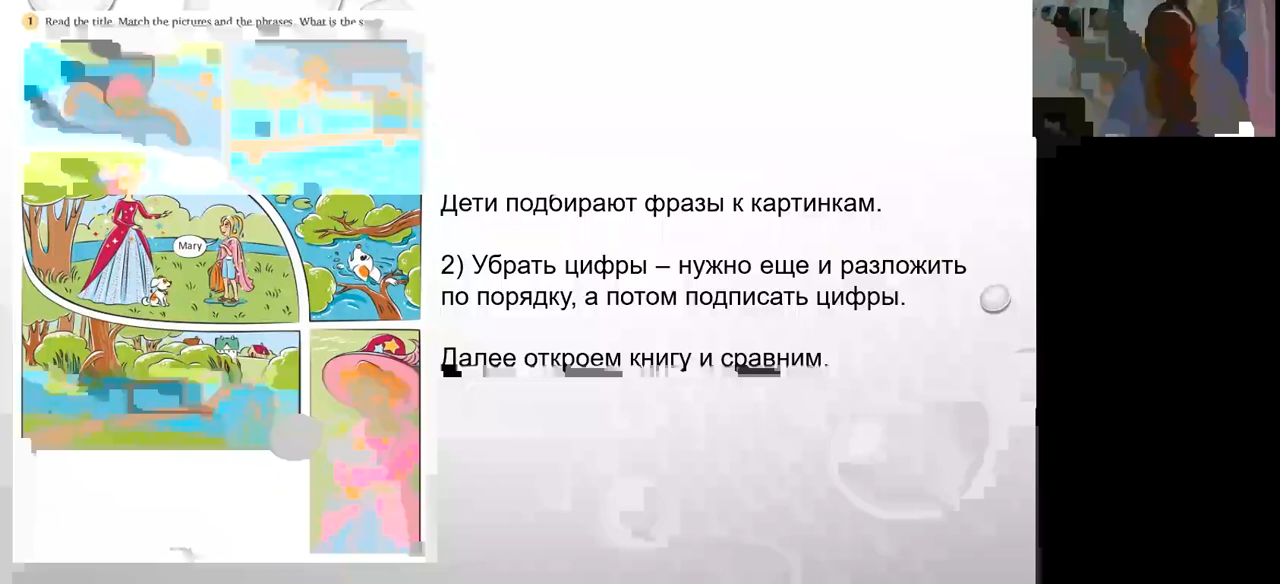 1 Read the title. Match the pictures and the phrases. What is the
Mary
Дети подбирают фразы к картинкам.
2) Убрать цифры – нужно еще и разложить
по порядку, а потом подписать цифры.
Далее откроем книгу и сравним.